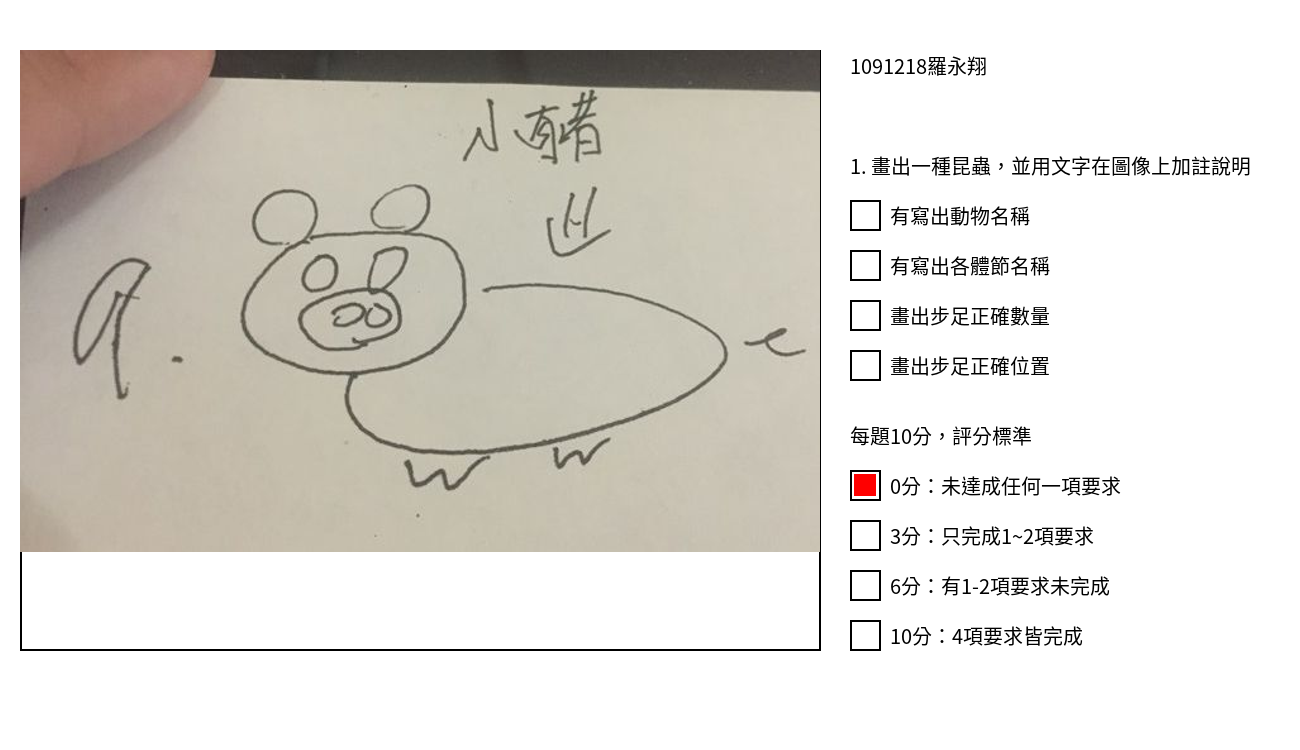 小豬
9.
1091218羅永翔
1. 畫出一種昆蟲，並用文字在圖像上加註說明
有寫出動物名稱
有寫出各體節名稱
畫出步足正確數量
畫出步足正確位置
每題10分，評分標準
0分：未達成任何一項要求
3分：只完成1~2項要求
6分：有1-2項要求未完成
10分：4項要求皆完成